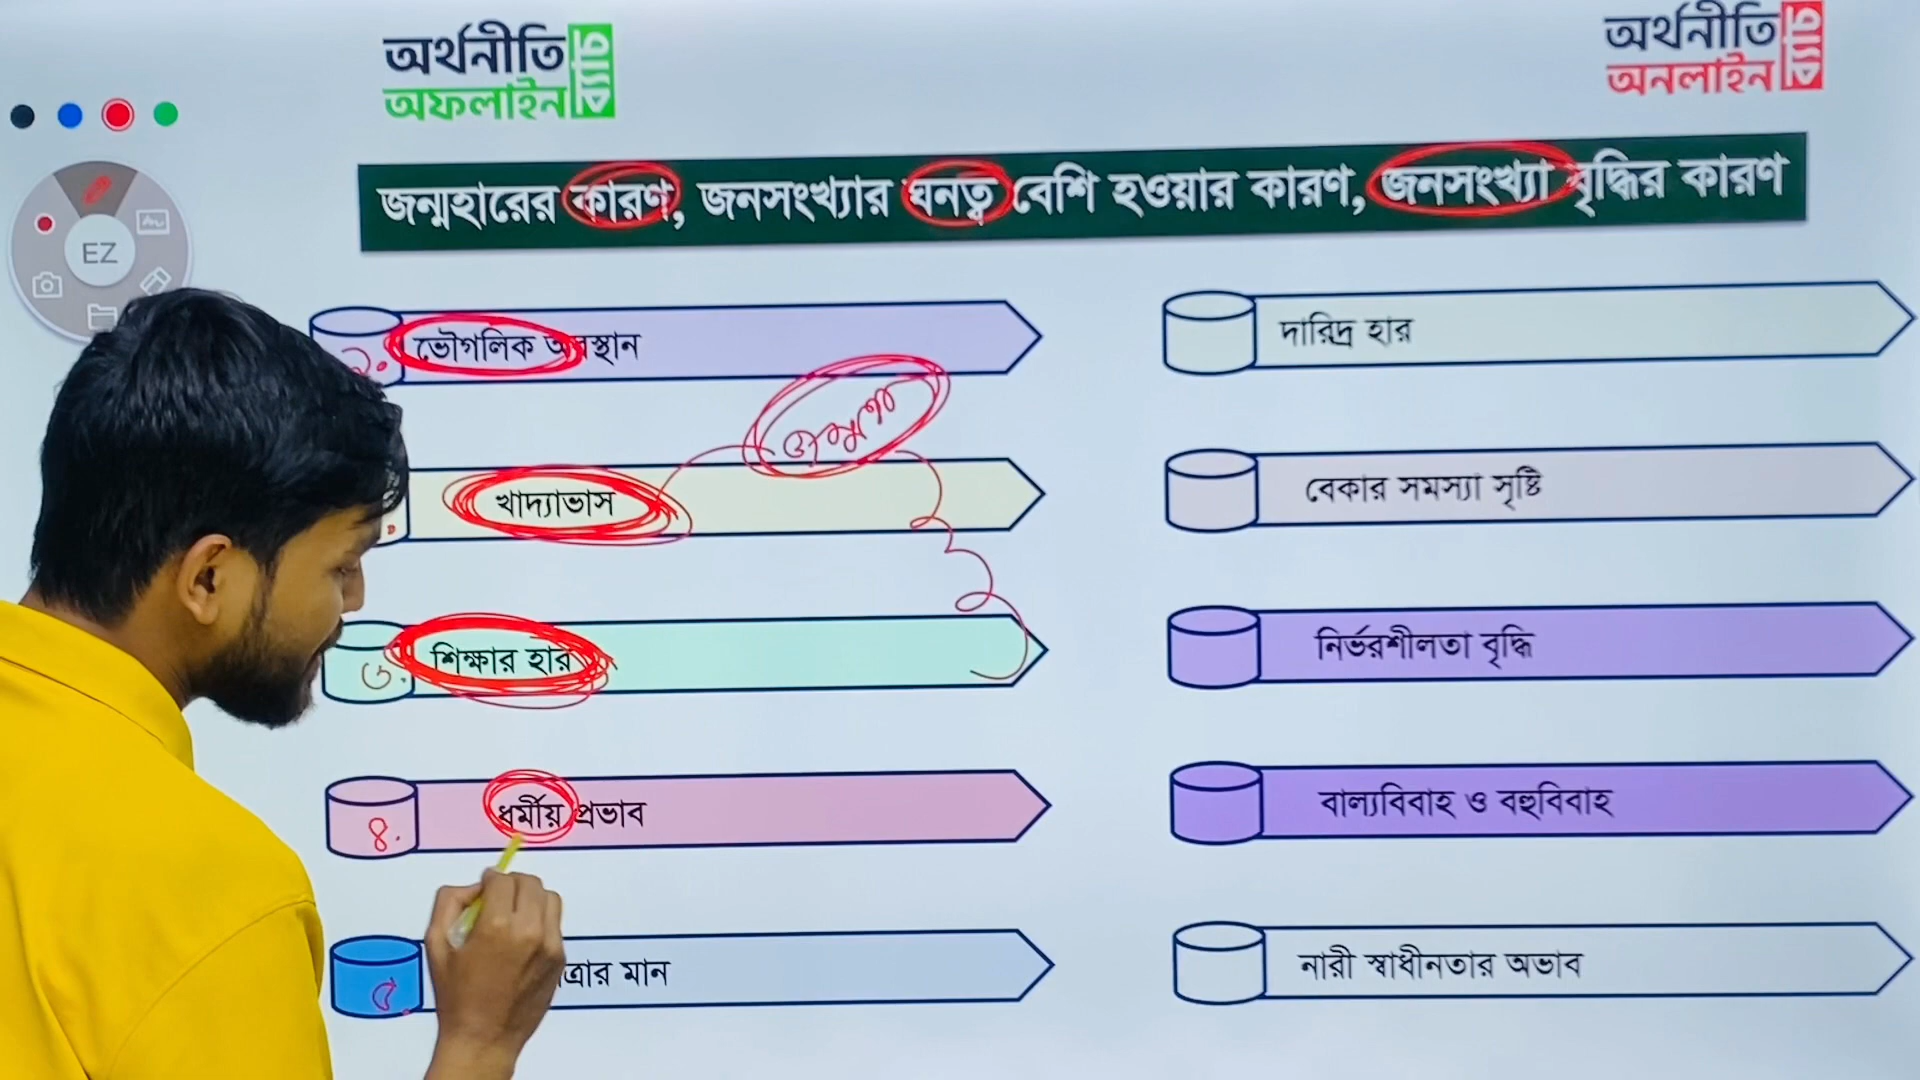 অর্থনীতি
অফলাইন
ব্যাচ
অর্থনীতি
অনলাইন
ব্যাচ
জন্মহারের কারণ, জনসংখ্যার ঘনত্ব বেশি হওয়ার কারণ, জনসংখ্যা বৃদ্ধির কারণ
EZ
ভৌগলিক অবস্থান
খাদ্যাভাস
৩. শিক্ষার হার
৪. ধর্মীয় প্রভাব
৫. ত্রার মান
দারিদ্র হার
বেকার সমস্যা সৃষ্টি
নির্ভরশীলতা বৃদ্ধি
বাল্যবিবাহ ও বহুবিবাহ
নারী স্বাধীনতার অভাব